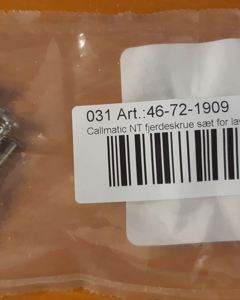 031 Art.:46-72-1909
Callmatic NT fjerdeskrue sæt for lav